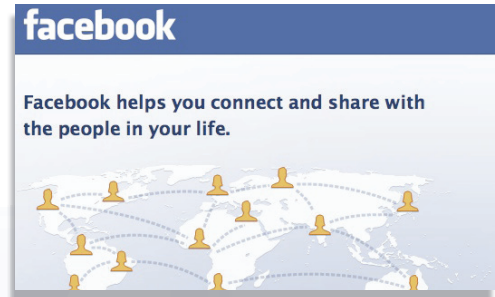 facebook
Facebook helps you connect and share with
the people in your life.